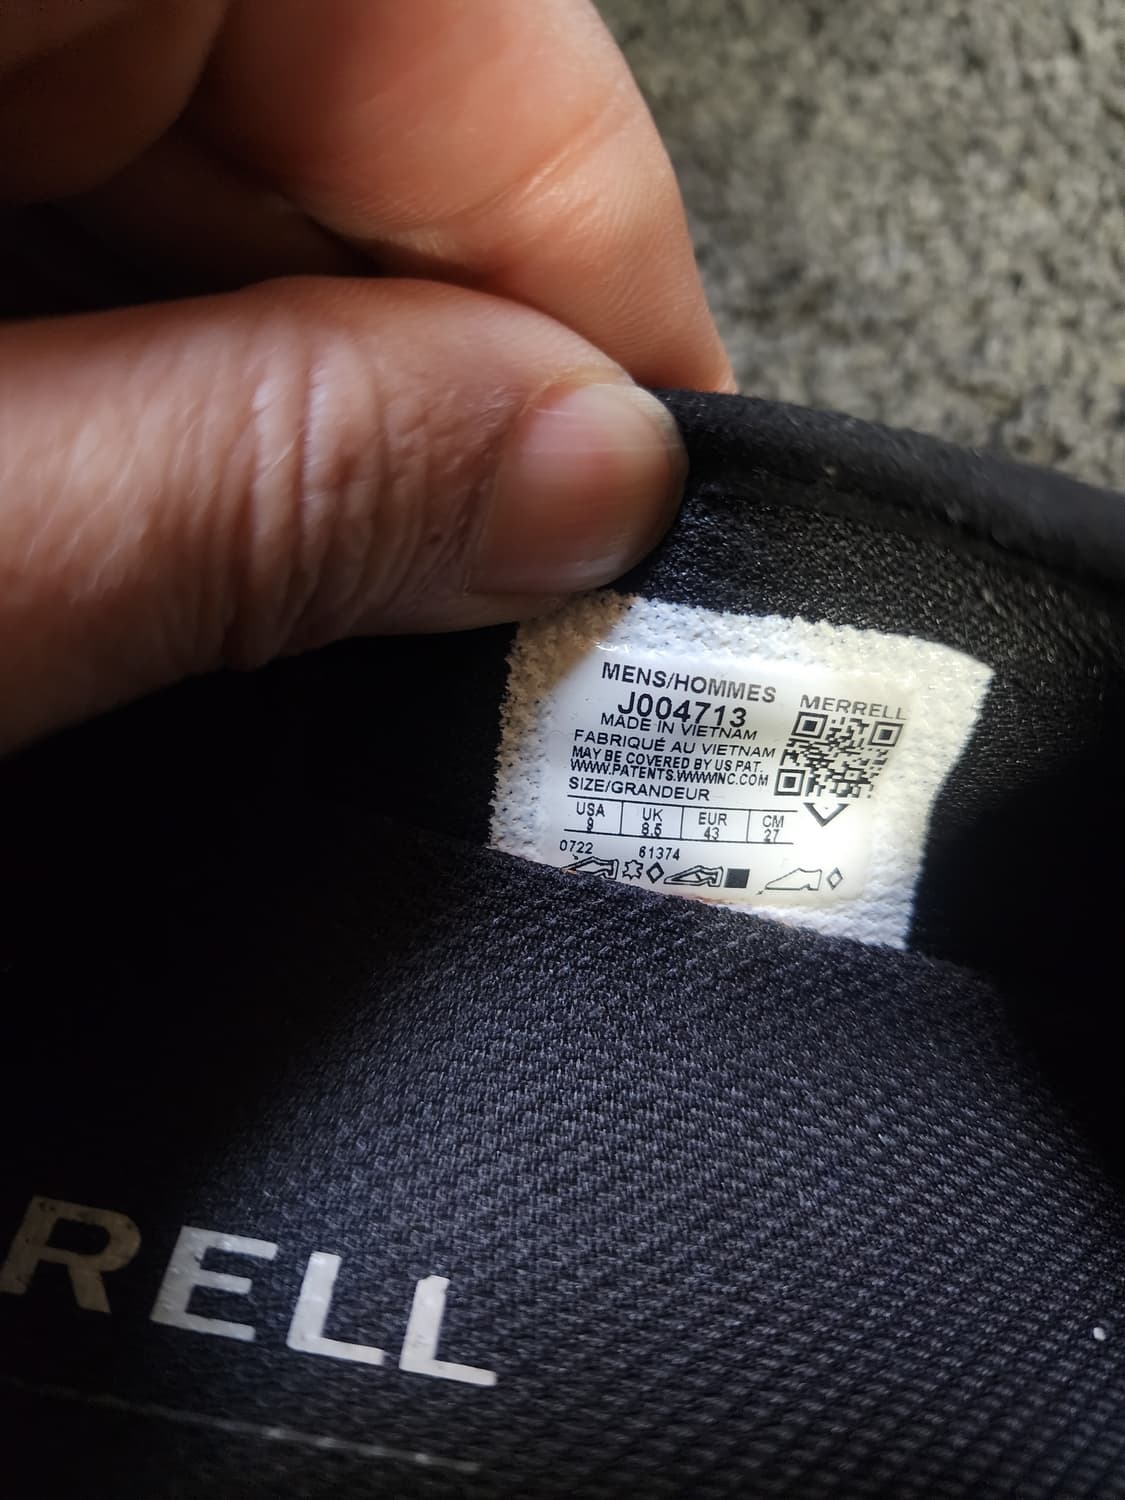 MENS/HOMMES
J004713
MERRELL
MADE IN VIETNAM
FABRIQUÉ AU VIETNAM
MAY BE COVERED BY US PAT.
WWW.PATENTS.WWWINC.COM
SIZE/GRANDEUR
USA UK EUR CM
9 8.5 43 27
0722 61374
RELL